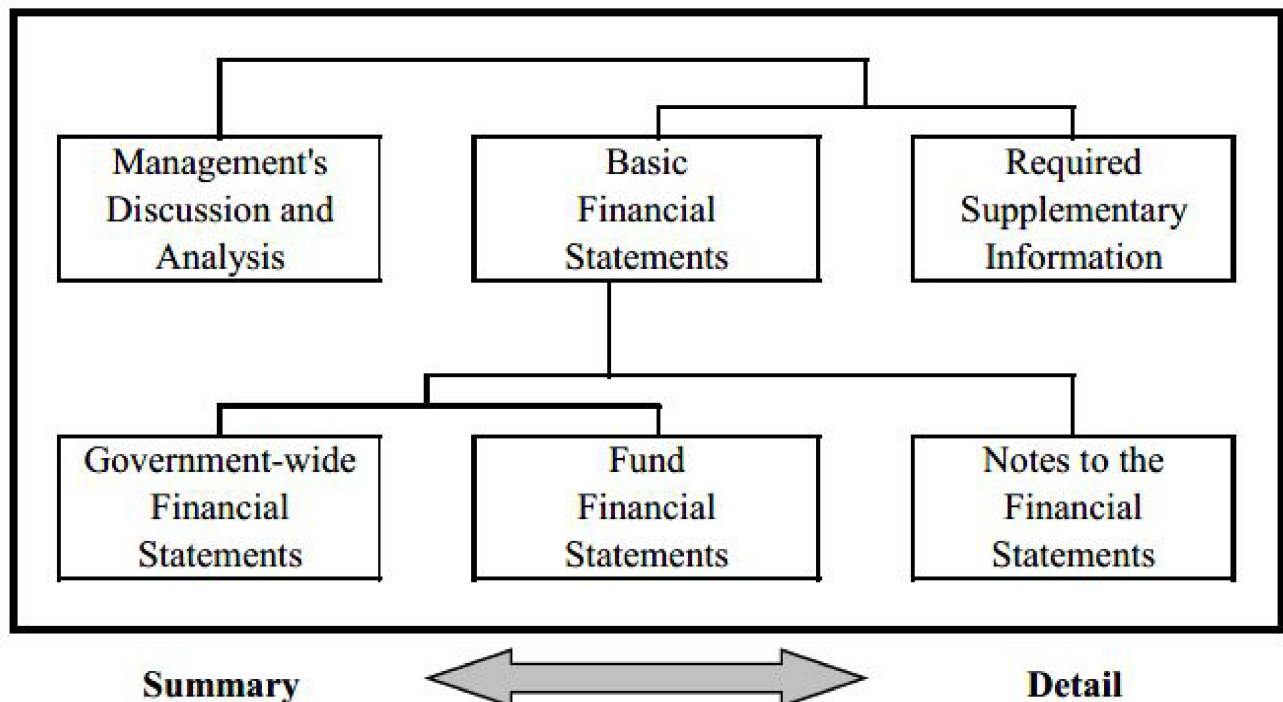 Management's
Discussion and
Analysis
Basic
Financial
Statements
Required
Supplementary
Information
Government-wide
Financial
Statements
Fund
Financial
Statements
Notes to the
Financial
Statements
Summary
Detail